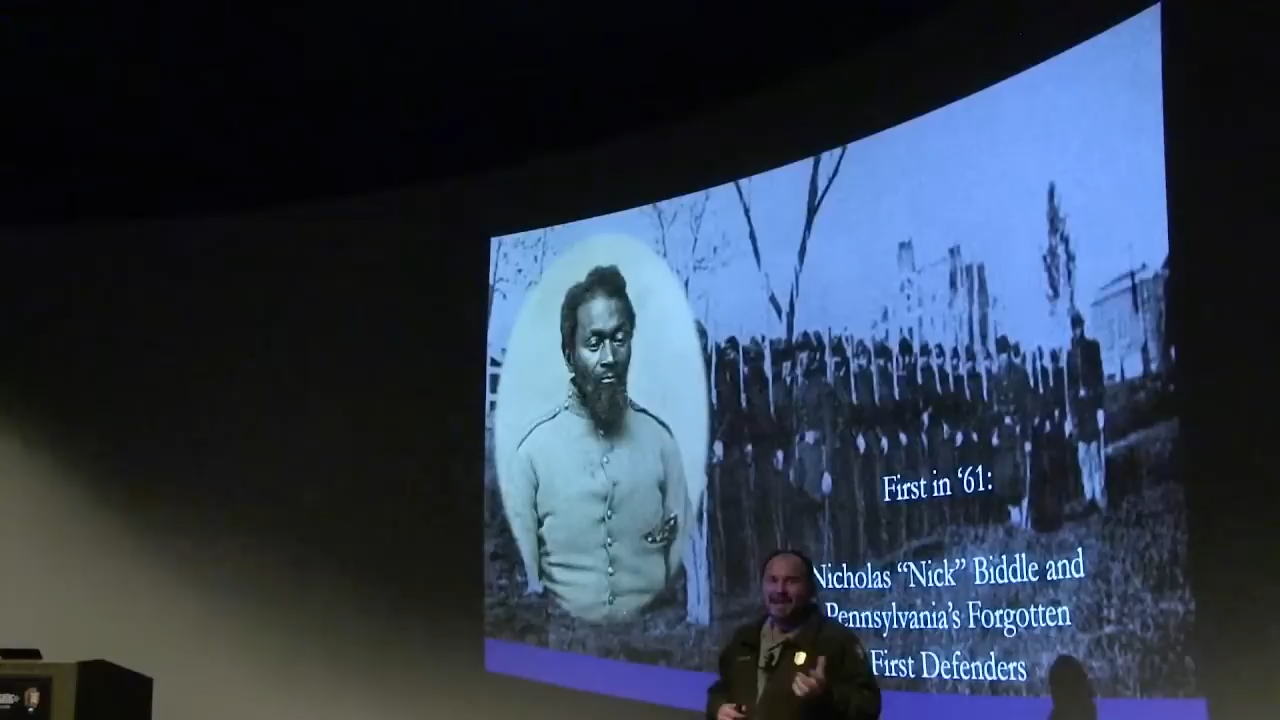 First in ‘61:
Nicholas “Nick” Biddle and
Pennsylvania’s Forgotten
First Defenders